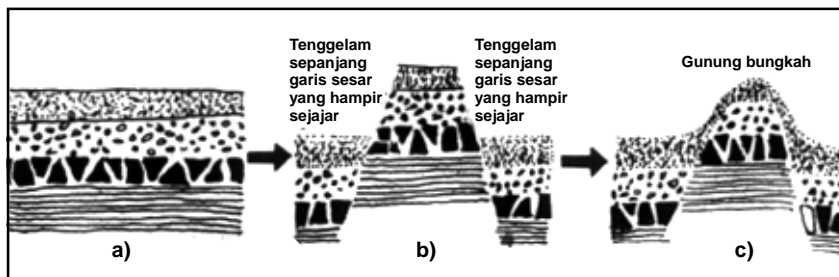 Tenggelam
sepanjang
garis sesar
yang hampir
sejajar
Tenggelam
sepanjang
garis sesar
yang hampir
sejajar
Gunung bungkah
a)
b)
c)